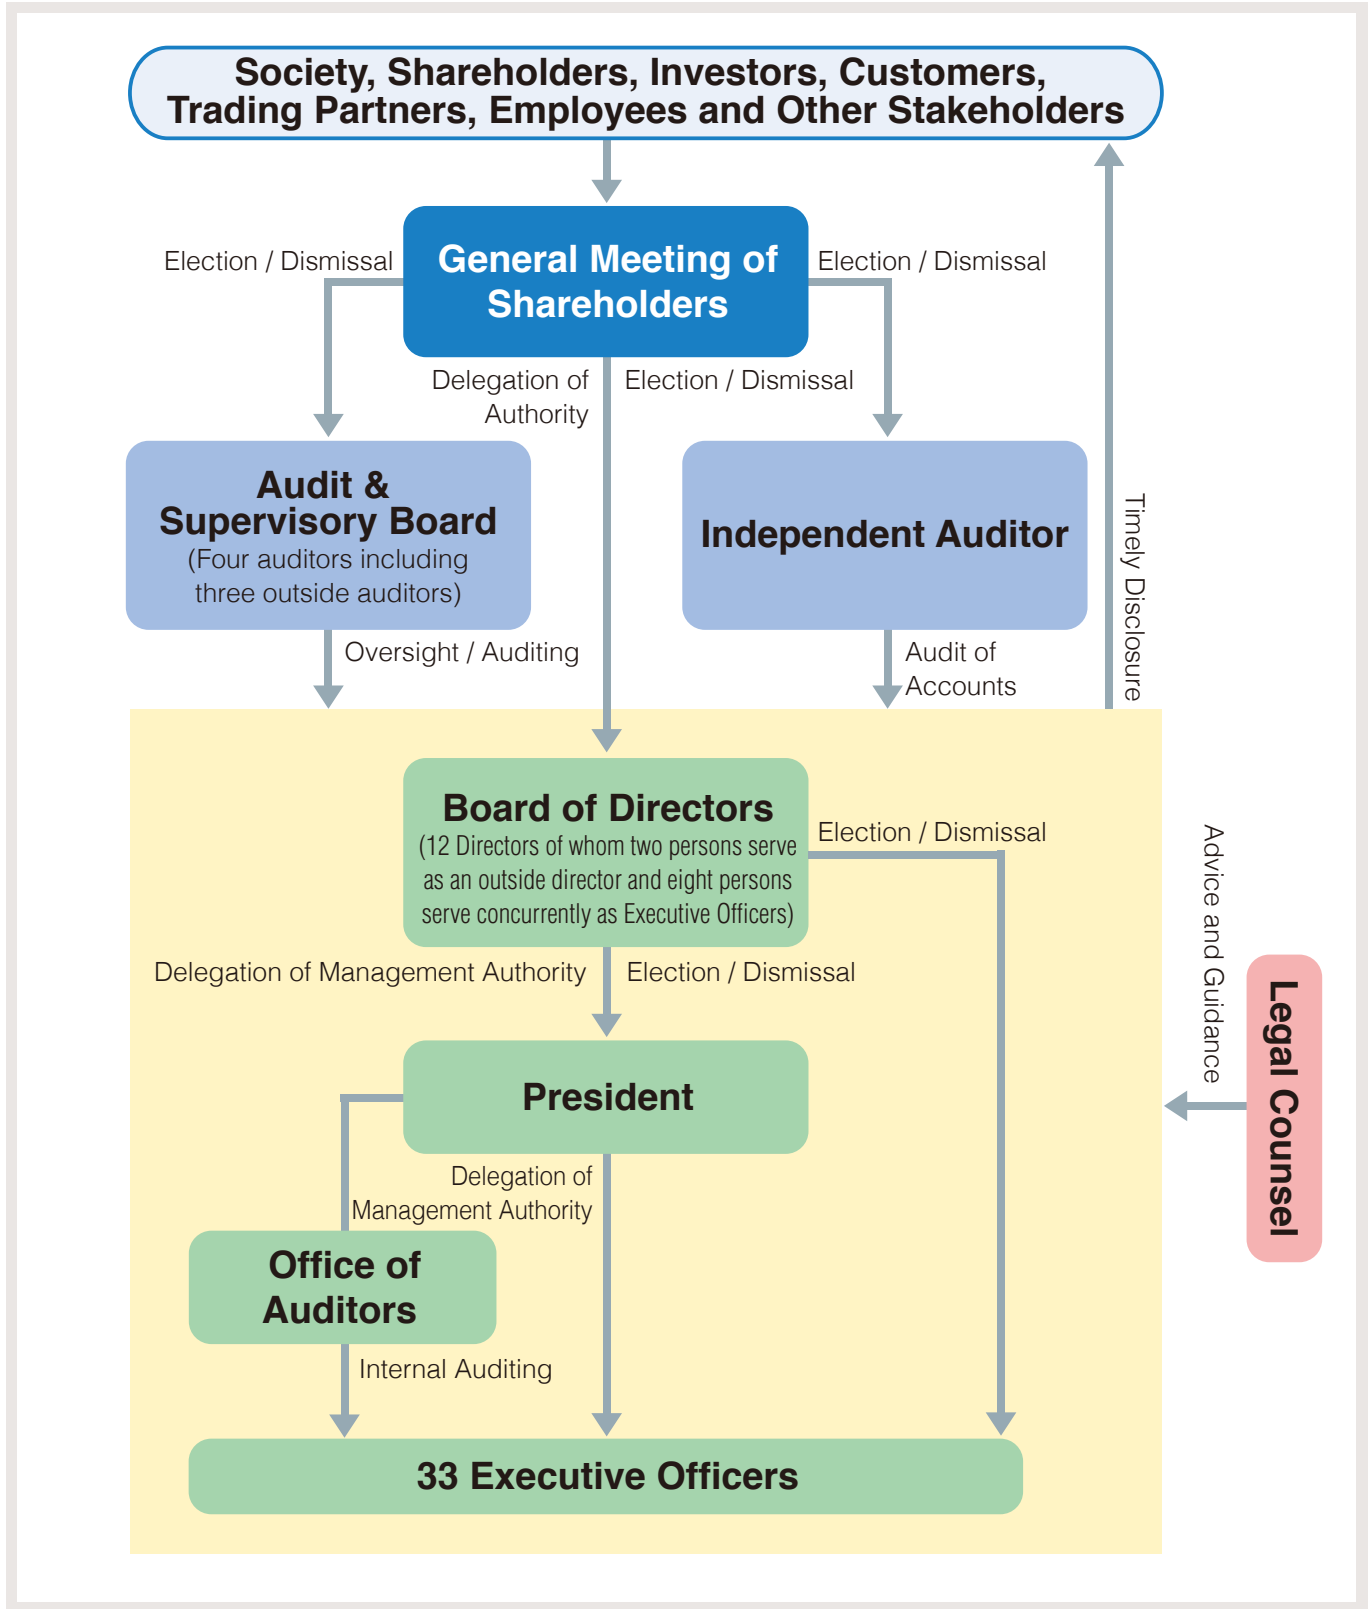 Society, Shareholders, Investors, Customers,
Trading Partners, Employees and Other Stakeholders
General Meeting of
Shareholders
Election / Dismissal
Election / Dismissal
Delegation of
Authority
Election / Dismissal
Audit &
Supervisory Board
(Four auditors including
three outside auditors)
Independent Auditor
Timely Disclosure
Oversight / Auditing
Audit of
Accounts
Board of Directors
(12 Directors of whom two persons serve
as an outside director and eight persons
serve concurrently as Executive Officers)
Election / Dismissal
Delegation of Management Authority
Election / Dismissal
Advice and Guidance
Legal Counsel
President
Delegation of
Management Authority
Office of
Auditors
Internal Auditing
33 Executive Officers